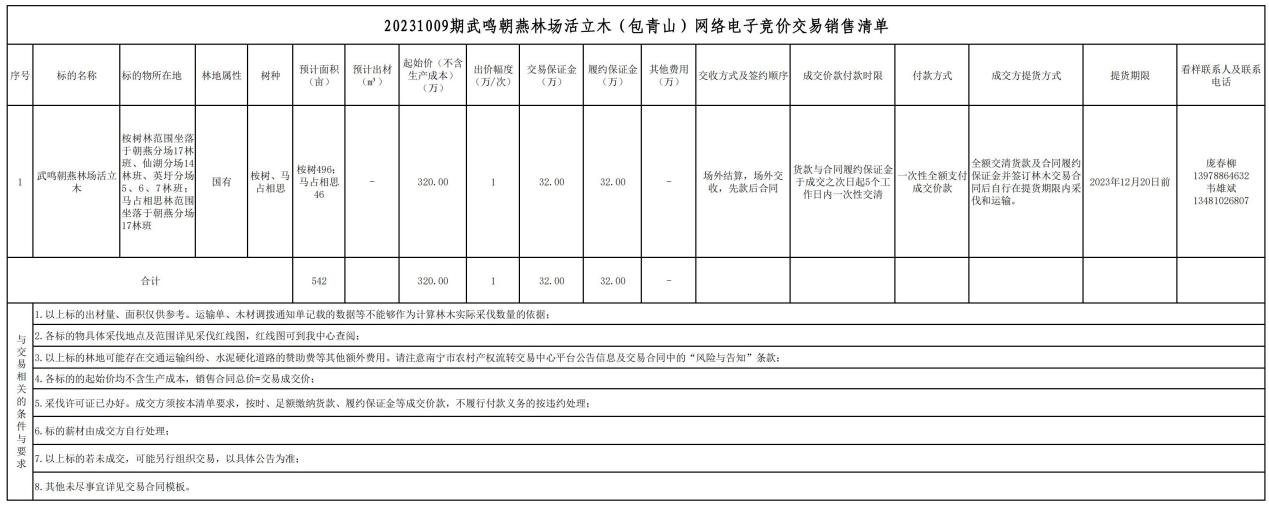 20231009期武鸣朝燕林场活立木（包青山）网络电子竞价交易销售清单
序号
标的名称
标的物所在地
林地属性
树种
预计面积
（亩）
预计出材
（m³）
起始价（不含
生产成本）
（万）
出价幅度
（万/次）
交易保证金
（万）
履约保证金
（万）
其他费用
（万）
交收方式及签约顺序
成交价款付款时限
付款方式
成交方提货方式
提货期限
看样联系人及联系
电话
1
武鸣朝燕林场活立
木
桉树林范围坐落
于朝燕分场17林
班、仙湖分场14
林班、英圩分场
5、6、7林班；
马占相思林范围
坐落于朝燕分场
17林班
国有
桉树、马
占相思
桉树496；
马占相思
46
-
320.00
1
32.00
32.00
-
场外结算，场外交
收，先款后合同
货款与合同履约保证金
于成交之次日起5个工
作日内一次性交清
一次性全额支付
成交价款
全额交清货款及合同履约
保证金并签订林木交易合
同后自行在提货期限内采
伐和运输。
2023年12月20日前
庞春柳
13978864632
韦雄斌
13481026807
合计
542
320.00
1
32.00
32.00
-
与交易相关的条件与要求
1.以上标的出材量、面积仅供参考。运输单、木材调拨通知单记载的数据等不能够作为计算林木实际采伐数量的依据；
2.各标的物具体采伐地点及范围详见采伐红线图，红线图可到我中心查阅；
3.以上标的林地可能存在交通运输纠纷、水泥硬化道路的赞助费等其他额外费用。请注意南宁市农村产权流转交易中心平台公告信息及交易合同中的“风险与告知”条款；
4.各标的的起始价均不含生产成本，销售合同总价=交易成交价；
5.采伐许可证已办好。成交方须按本清单要求，按时、足额缴纳货款、履约保证金等成交价款，不履行付款义务的按违约处理；
6.标的薪材由成交方自行处理；
7.以上标的若未成交，可能另行组织交易，以具体公告为准；
8.其他未尽事宜详见交易合同模板。